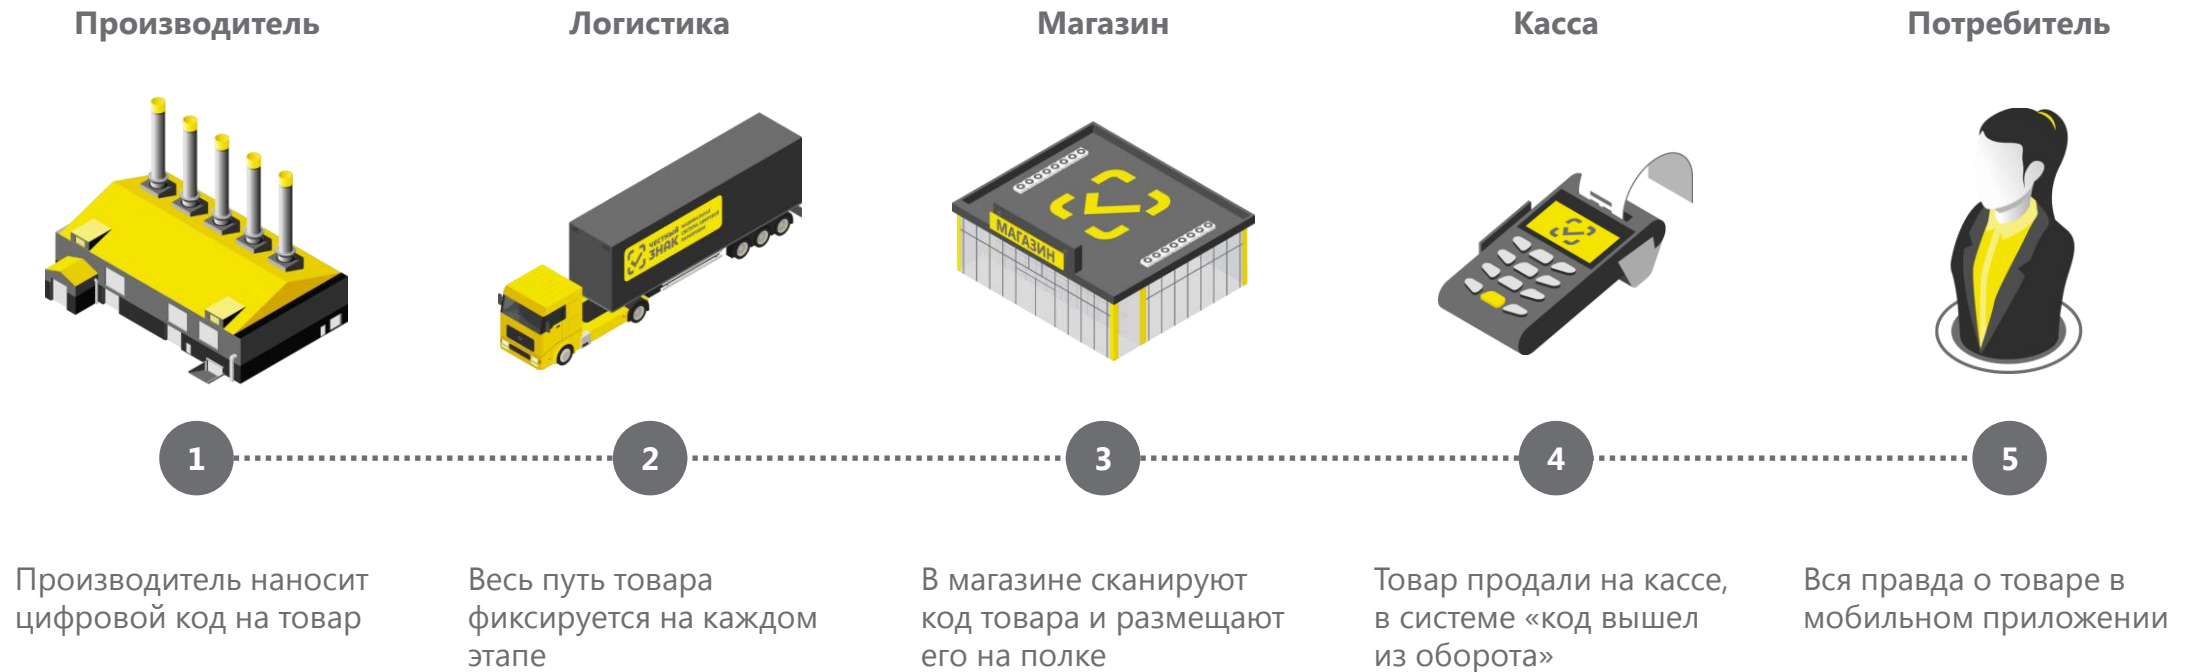 Производитель
Логистика
Магазин
Касса
Потребитель
ЧЕСТНЫЙ
ЗНАК
МАГАЗИН
1
2
3
4
5
Производитель наносит
цифровой код на товар
Весь путь товара
фиксируется на каждом
этапе
В магазине сканируют
код товара и размещают
его на полке
Товар продали на кассе,
в системе «код вышел
из оборота»
Вся правда о товаре в
мобильном приложении